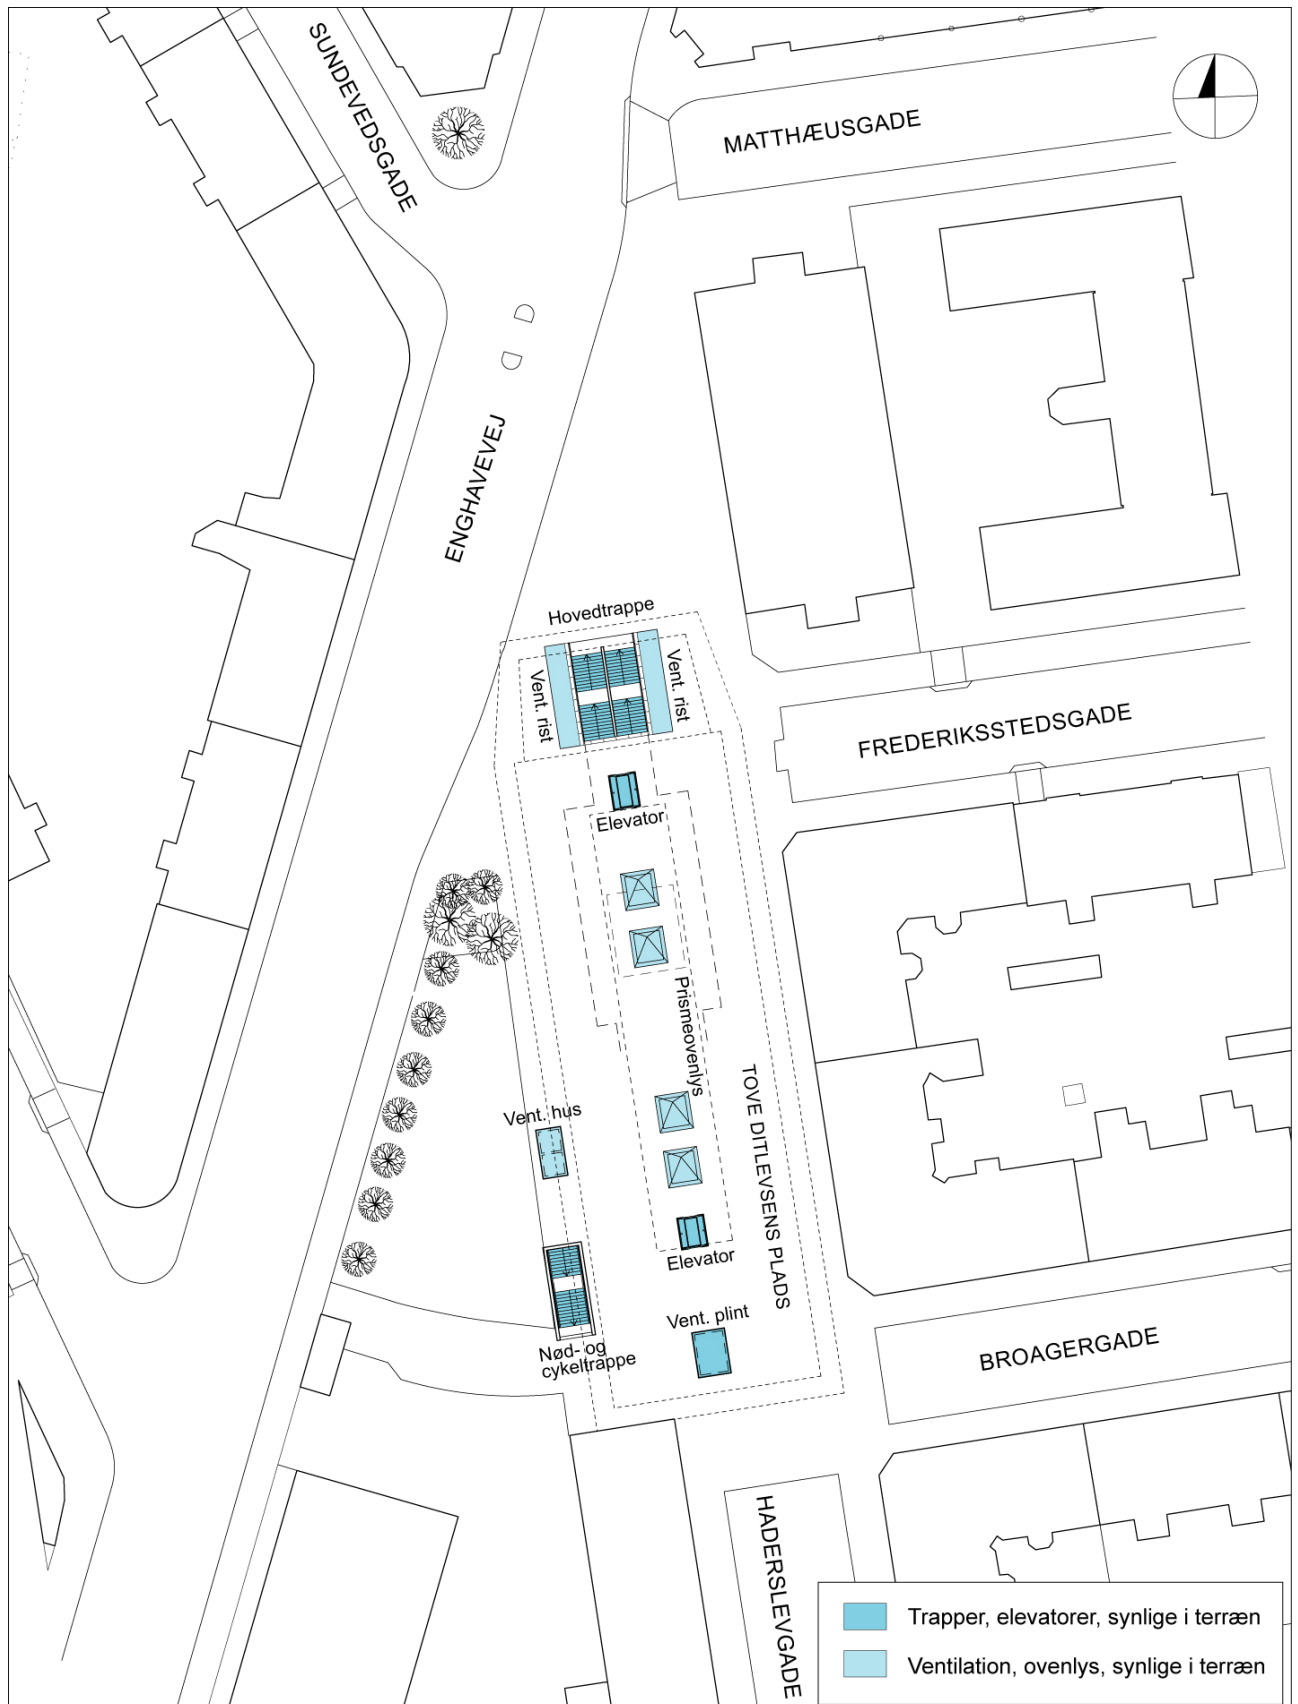 SUNDEVEDSGADE
MATTHÆUSGADE
ENGHAVEVEJ
Hovedtrappe
Vent. rist
Vent. rist
FREDERIKSSTEDSGADE
Elevator
Prismeovenlys
TOVE DITLEVSENS PLADS
Vent. hus
Elevator
Vent. plint
Nød- og
cykeltrappe
BROAGERGADE
HADERSLEVGADE
Trapper, elevatorer, synlige i terræn
Ventilation, ovenlys, synlige i terræn